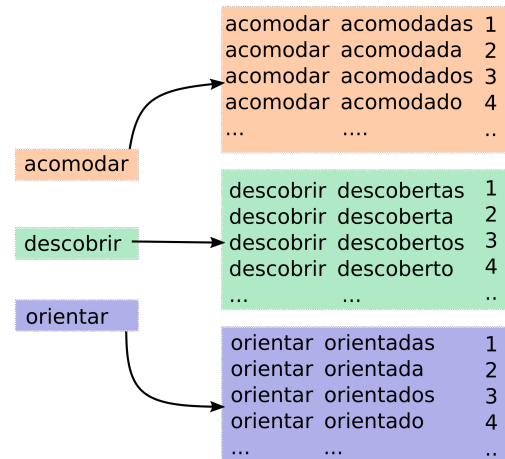 acomodar
acomodar acomodadas 1
acomodar acomodada 2
acomodar acomodados 3
acomodar acomodado 4
... .... ..
descobrir
descobrir descobertas 1
descobrir descoberta 2
descobrir descobertos 3
descobrir descoberto 4
... ... ..
orientar
orientar orientadas 1
orientar orientada 2
orientar orientados 3
orientar orientado 4
... ... ..